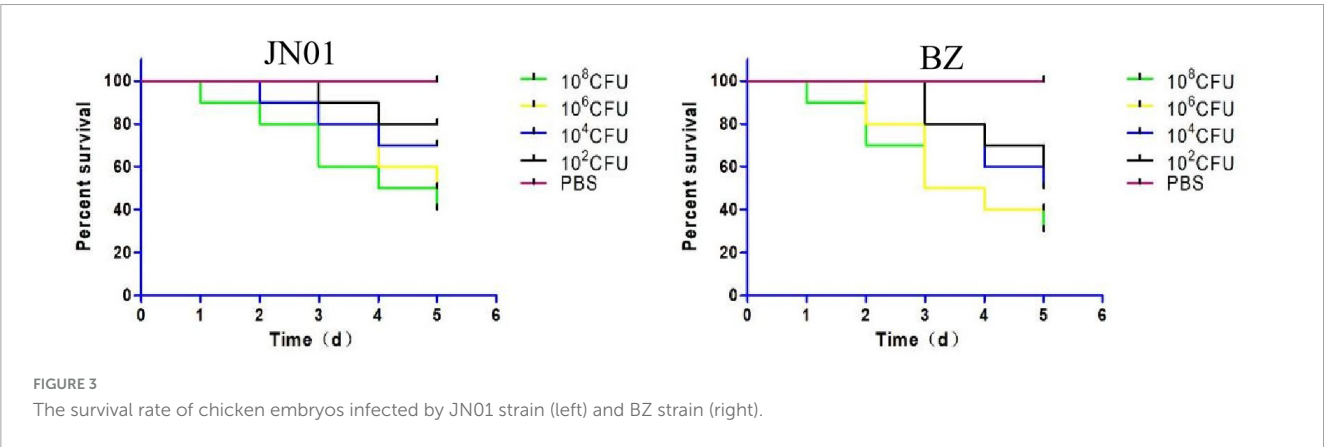 JN01
100
80
60
40
20
0
Percent survival
0 1 2 3 4 5 6
Time (d)
10⁸CFU
10⁶CFU
10⁴CFU
10²CFU
PBS
BZ
100
80
60
40
20
0
Percent survival
0 1 2 3 4 5 6
Time (d)
10⁸CFU
10⁶CFU
10⁴CFU
10²CFU
PBS
FIGURE 3
The survival rate of chicken embryos infected by JN01 strain (left) and BZ strain (right).